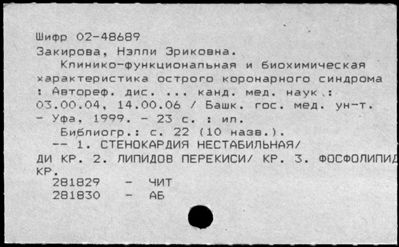 Шифр 02-48689
Закирова, Нэлли Эриковна.
Клинико-функциональная и биохимическая
характеристика острого коронарного синдрома
: Автореф. дис. ... канд. мед. наук :
03.00.04, 14.00.06 / Башк. гос. мед. ун-т.
- Уфа, 1999. - 23 с. : ил.
Библиогр.: с. 22 (10 назв.).
-- 1. СТЕНОКАРДИЯ НЕСТАБИЛЬНАЯ/
ДИ КР. 2. ЛИПИДОВ ПЕРЕКИСИ/ КР. 3. ФОСФОЛИПИД
КР.
281829 - ЧИТ
281830 - АБ